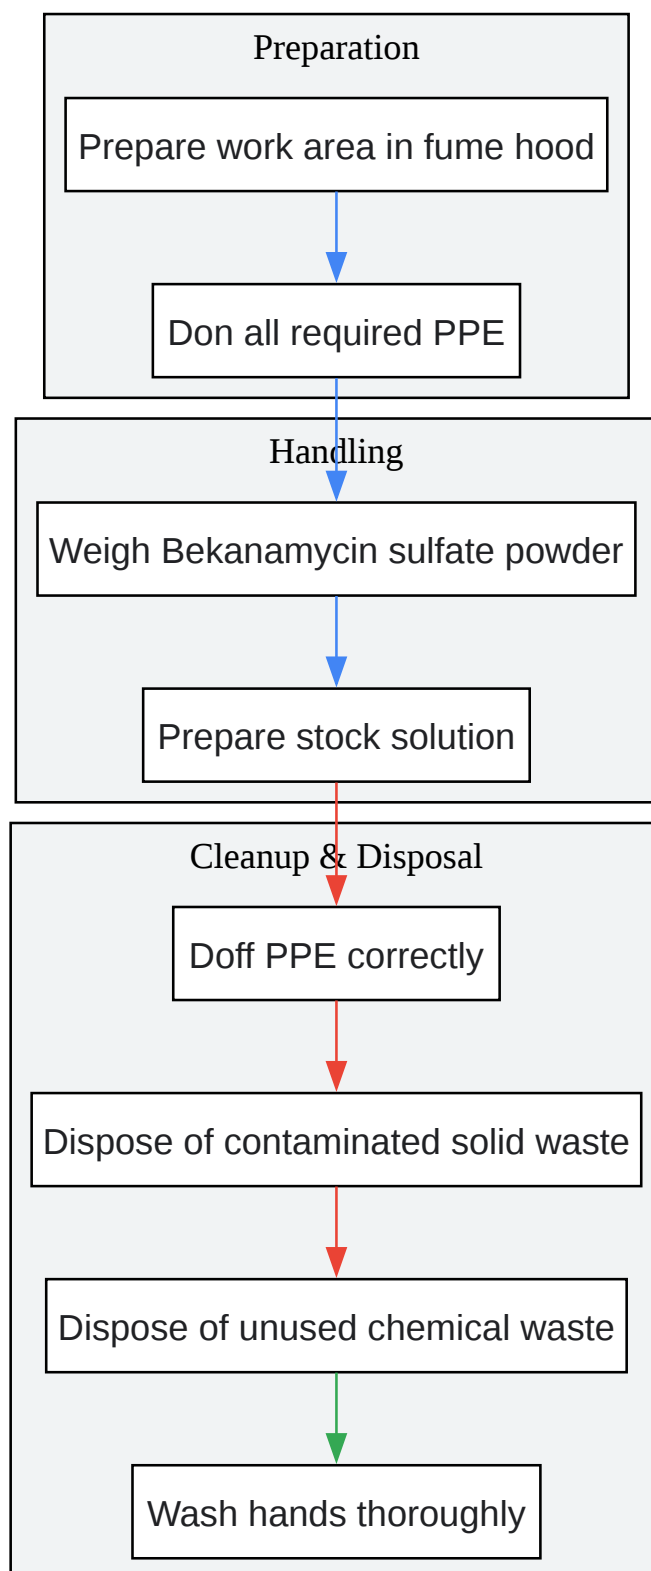 Preparation
Prepare work area in fume hood
Don all required PPE
Handling
Weigh Bekanamycin sulfate powder
Prepare stock solution
Cleanup & Disposal
Doff PPE correctly
Dispose of contaminated solid waste
Dispose of unused chemical waste
Wash hands thoroughly